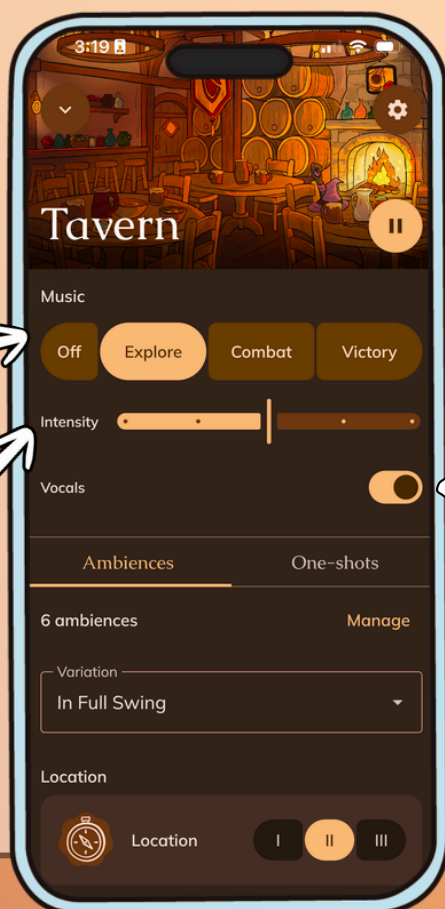 3:19
Tavern
Music
Off Explore Combat Victory
Intensity
Vocals
Ambiences One-shots
6 ambiences Manage
Variation
In Full Swing
Location
Location I II III